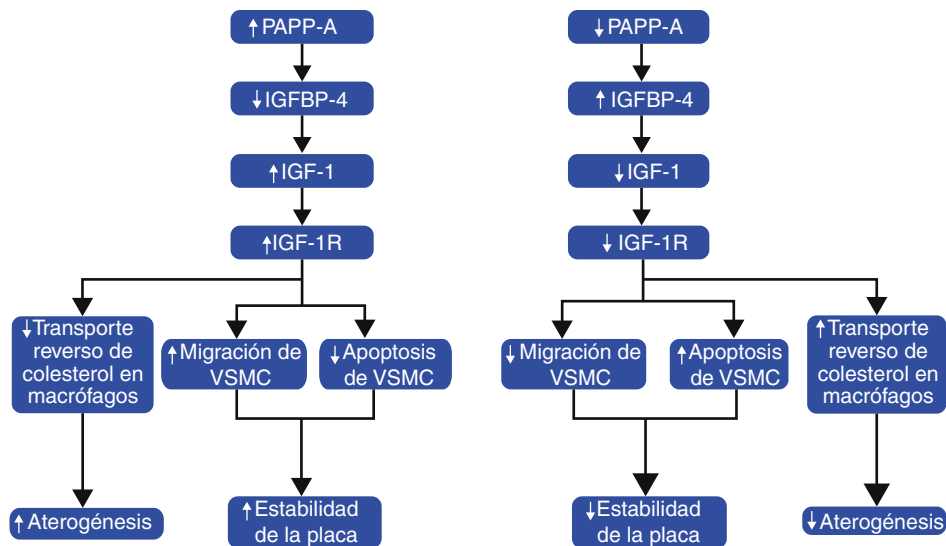 ↑PAPP-A
↓IGFBP-4
↑IGF-1
↑IGF-1R
↓Transporte
reverso de
colesterol en
macrófagos
↑Migración de
VSMC
↓Apoptosis
de VSMC
↑Aterogénesis
↑Estabilidad
de la placa
↓PAPP-A
↑IGFBP-4
↓IGF-1
↓IGF-1R
↓Migración de
VSMC
↑Apoptosis
de VSMC
↑Transporte
reverso de
colesterol en
macrófagos
↓Estabilidad
de la placa
↓Aterogénesis